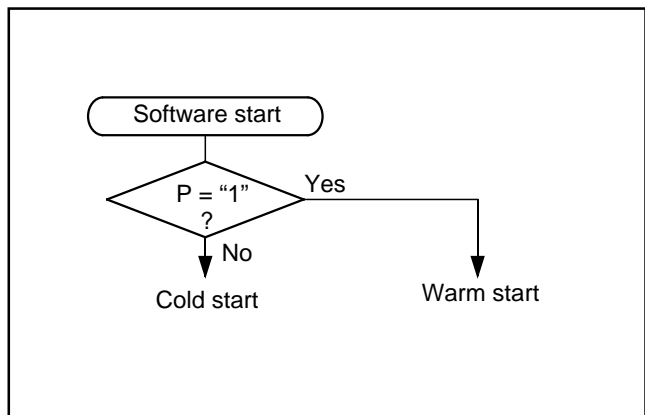 Software start
P = “1”
?
Yes
No
Cold start
Warm start